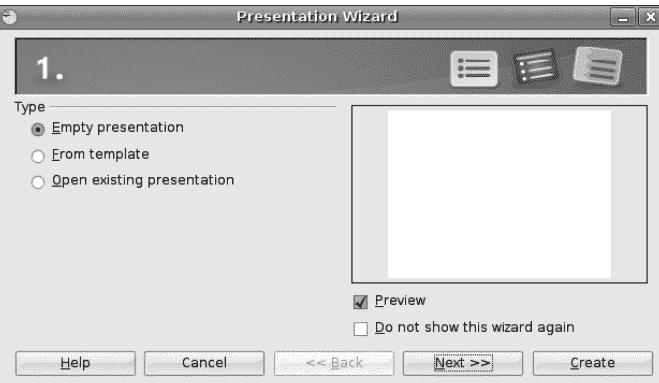 Presentation Wizard
1.
Type
Empty presentation
From template
Open existing presentation
Preview
Do not show this wizard again
Help
Cancel
<< Back
Next >>
Create